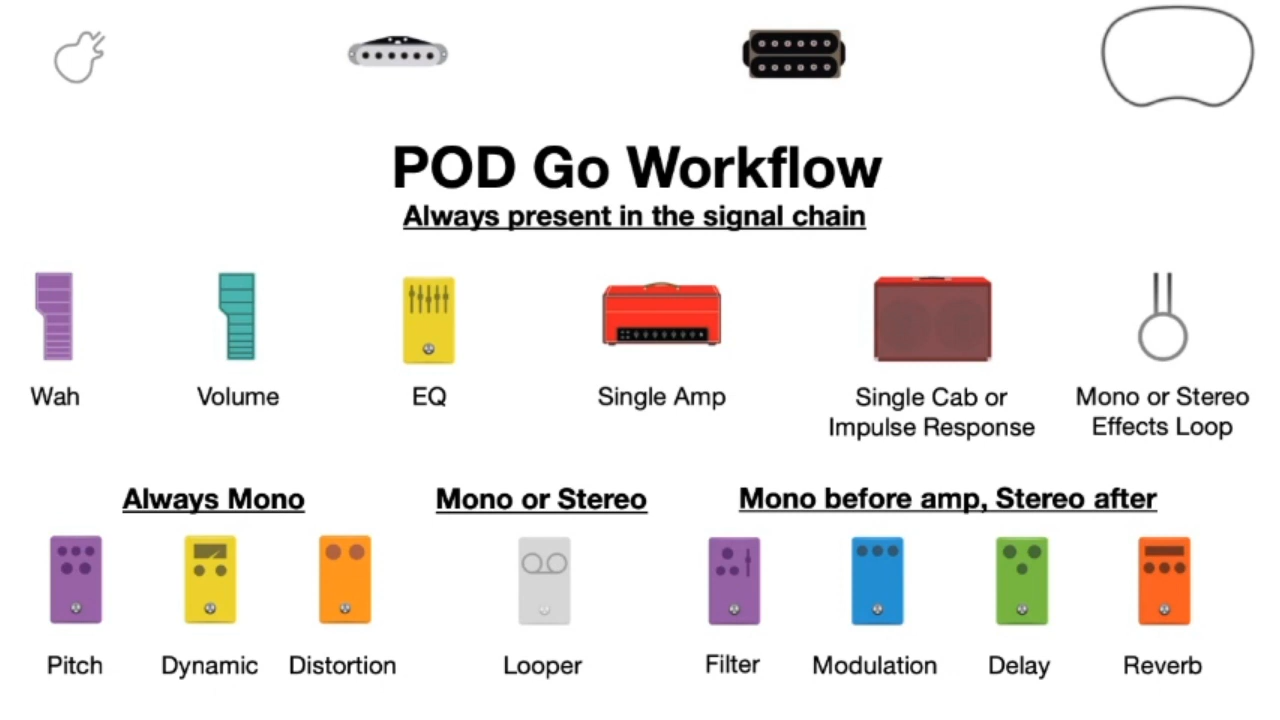 POD Go Workflow
Always present in the signal chain
Wah
Volume
EQ
Single Amp
Single Cab or
Impulse Response
Mono or Stereo
Effects Loop
Always Mono
Mono or Stereo
Mono before amp, Stereo after
Pitch
Dynamic
Distortion
Looper
Filter
Modulation
Delay
Reverb